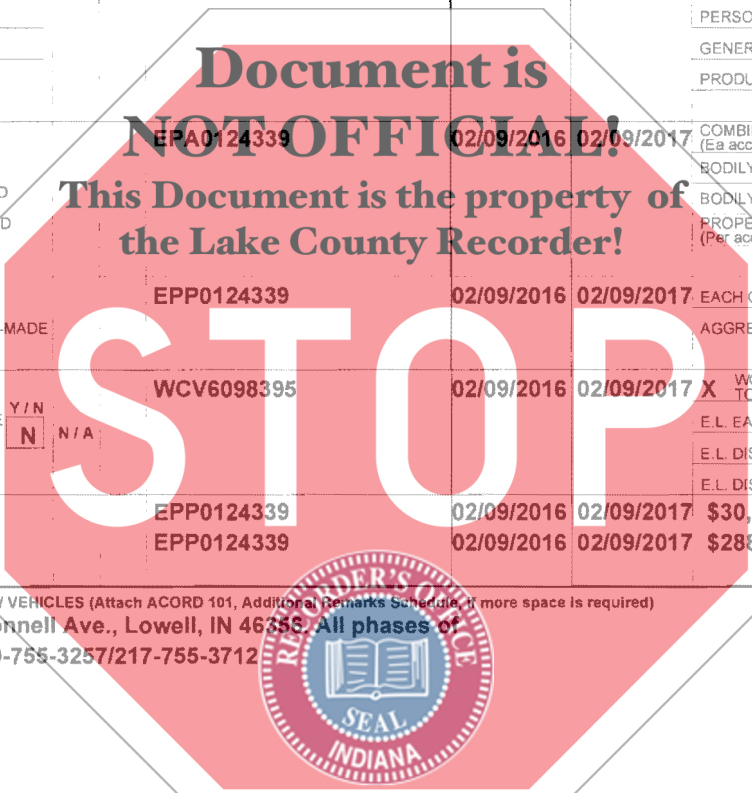 PERSO
GENER
PRODU
Document is
NOT OFFICIAL!
EPA0124339 02/09/2016 02/09/2017 COMBI
(Ea acc
BODILY
This Document is the property of
BODILY
D
D
PROPE
(Per acc
the Lake County Recorder!
EPP0124339 02/09/2016 02/09/2017 EACH
-MADE
AGGRE
STOP
WCV6098395 02/09/2016 02/09/2017 X WC
TO
Y / N
N N / A
E.L. EA
E.L. DIS
E.L. DIS
EPP0124339 02/09/2016 02/09/2017 $30,
EPP0124339 02/09/2016 02/09/2017 $288
/ VEHICLES (Attach ACORD 101, Additional Remarks Schedule, if more space is required)
nnell Ave., Lowell, IN 46356. All phases of
-755-3257/217-755-3712
RECORDER'S OFFICE
SEAL
INDIANA